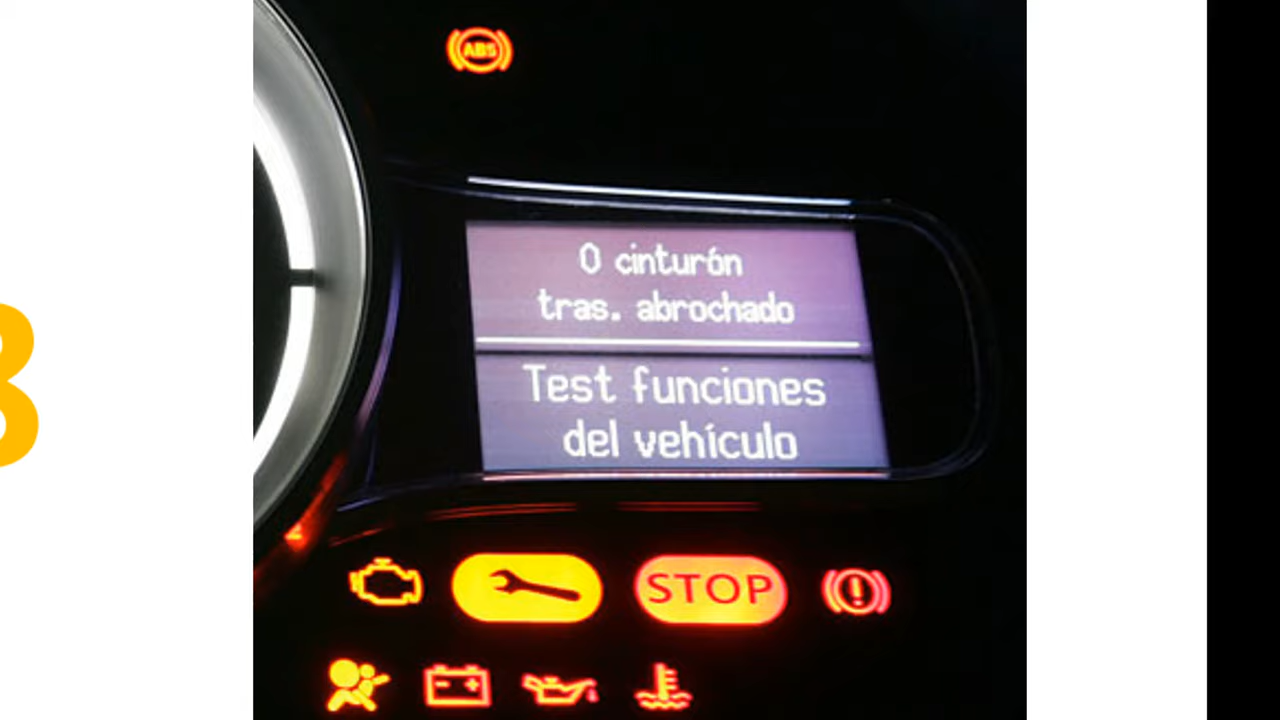 ABS
0 cinturón
tras. abrochado
Test funciones
del vehículo
STOP